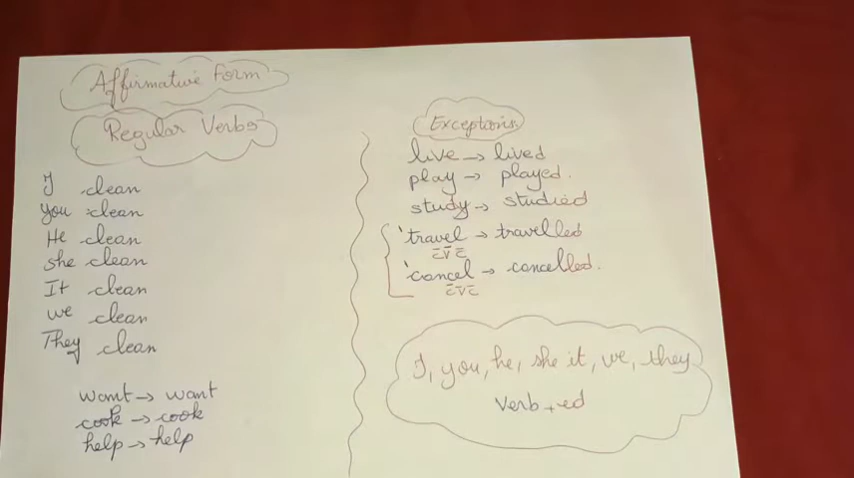 Affirmative Form
Regular Verbs
I clean
You clean
He clean
she clean
It clean
we clean
They clean
want → want
cook → cook
help → help
Exceptions
live → lived
play → played.
study → studied
'travel → travelled
c v c
'cancel → cancelled.
c v c
I, you, he, she it, we, they
Verb + ed